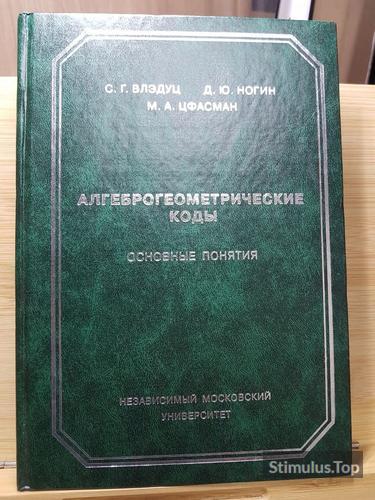 С. Г. ВЛЭДУЦ Д. Ю. НОГИН
М. А. ЦФАСМАН
АЛГЕБРОГЕОМЕТРИЧЕСКИЕ
КОДЫ
ОСНОВНЫЕ ПОНЯТИЯ
НЕЗАВИСИМЫЙ МОСКОВСКИЙ
УНИВЕРСИТЕТ
Stimulus.Top